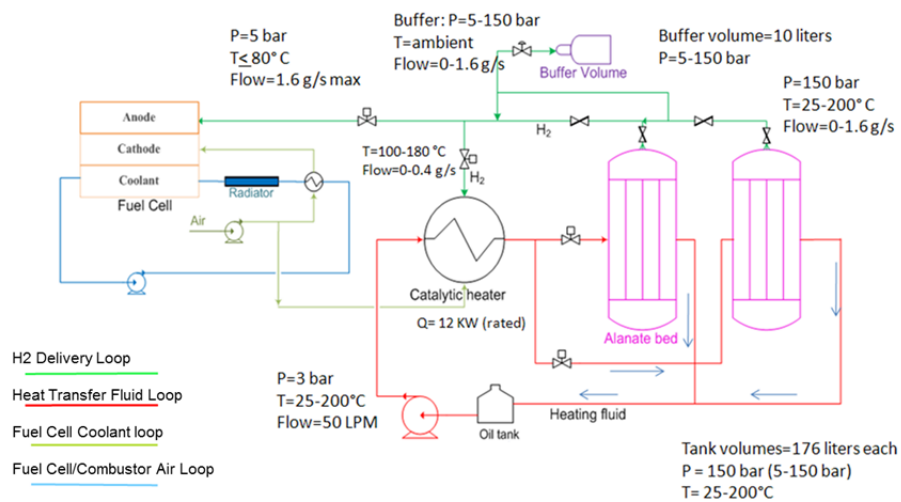 P=5 bar
T≤80° C
Flow=1.6 g/s max
Buffer: P=5-150 bar
T=ambient
Flow=0-1.6 g/s
Buffer Volume
Buffer volume=10 liters
P=5-150 bar
P=150 bar
T=25-200° C
Flow=0-1.6 g/s
Anode
Cathode
Coolant
Fuel Cell
Radiator
Air
H₂
T=100-180 °C
Flow=0-0.4 g/s
H₂
Catalytic heater
Q= 12 KW (rated)
Alanate bed
H2 Delivery Loop
Heat Transfer Fluid Loop
Fuel Cell Coolant loop
Fuel Cell/Combustor Air Loop
P=3 bar
T=25-200°C
Flow=50 LPM
Oil tank
Heating fluid
Tank volumes=176 liters each
P = 150 bar (5-150 bar)
T= 25-200°C